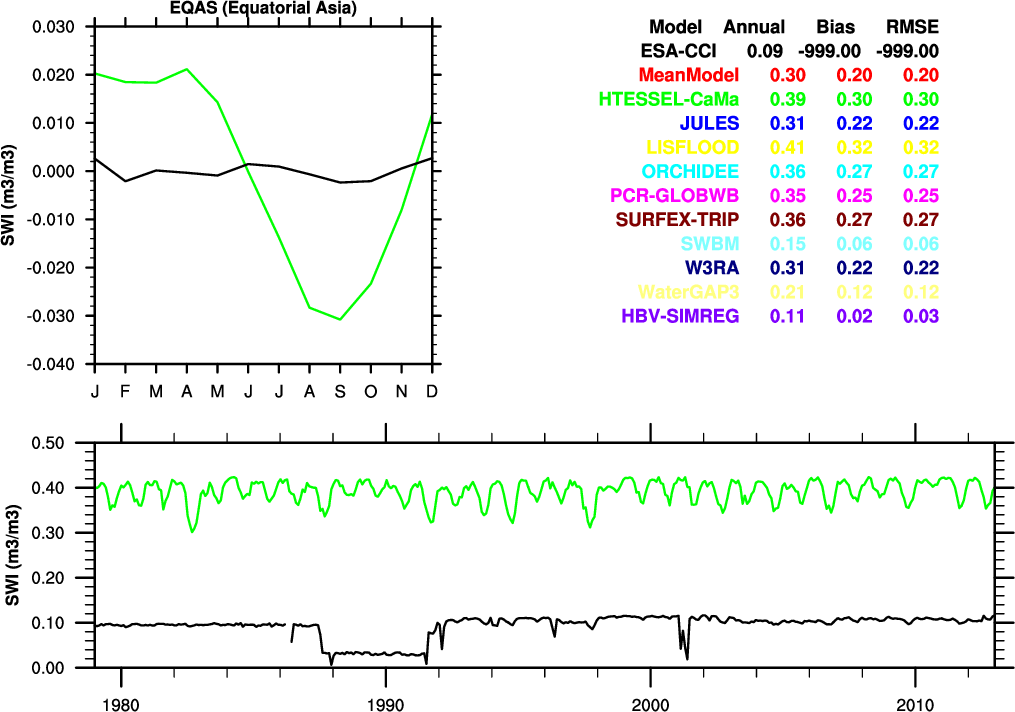 EQAS (Equatorial Asia)
0.030
0.020
0.010
0.000
-0.010
-0.020
-0.030
-0.040
SWI (m3/m3)
J F M A M J J A S O N D
Model Annual Bias RMSE
ESA-CCI 0.09 -999.00 -999.00
MeanModel 0.30 0.20 0.20
HTESSEL-CaMa 0.39 0.30 0.30
JULES 0.31 0.22 0.22
LISFLOOD 0.41 0.32 0.32
ORCHIDEE 0.36 0.27 0.27
PCR-GLOBWB 0.35 0.25 0.25
SURFEX-TRIP 0.36 0.27 0.27
SWBM 0.15 0.06 0.06
W3RA 0.31 0.22 0.22
WaterGAP3 0.21 0.12 0.12
HBV-SIMREG 0.11 0.02 0.03
0.50
0.40
0.30
0.20
0.10
0.00
SWI (m3/m3)
1980 1990 2000 2010